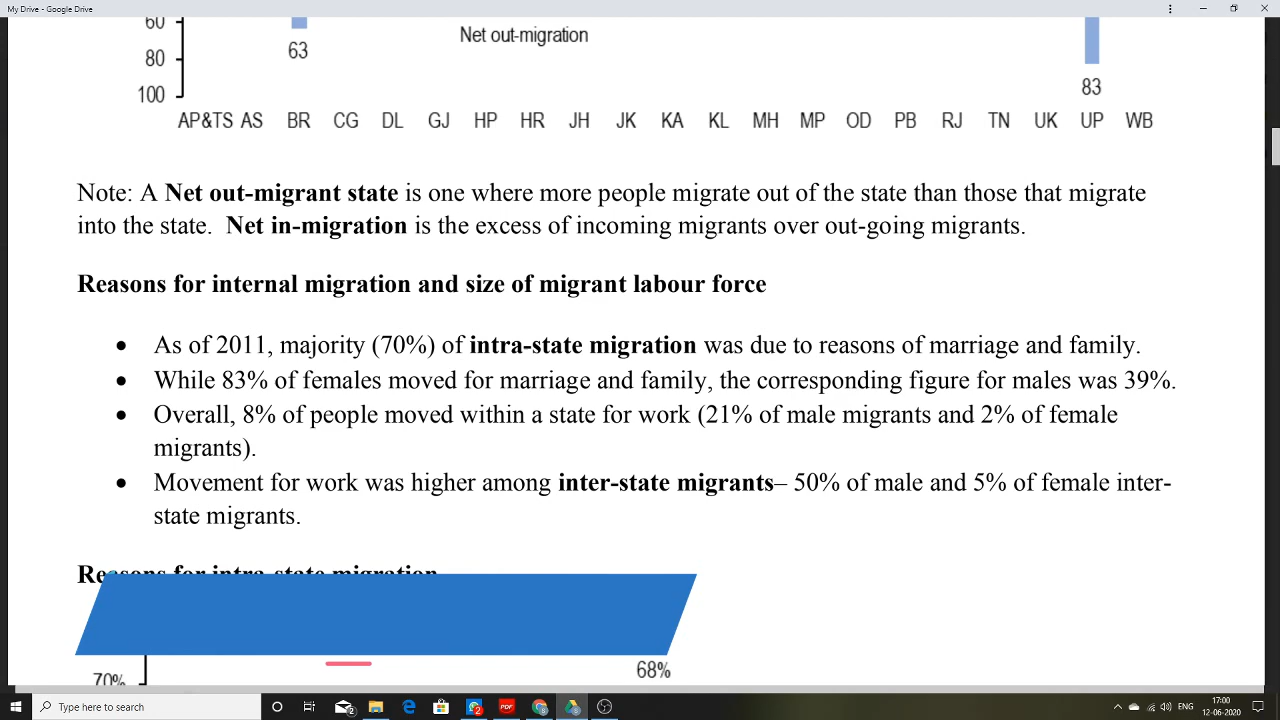 My Drive - Google Drive
60
Net out-migration
63
80
83
100
AP&TS AS BR CG DL GJ HP HR JH JK KA KL MH MP OD PB RJ TN UK UP WB
Note: A Net out-migrant state is one where more people migrate out of the state than those that migrate
into the state. Net in-migration is the excess of incoming migrants over out-going migrants.
Reasons for internal migration and size of migrant labour force
• As of 2011, majority (70%) of intra-state migration was due to reasons of marriage and family.
• While 83% of females moved for marriage and family, the corresponding figure for males was 39%.
• Overall, 8% of people moved within a state for work (21% of male migrants and 2% of female
migrants).
• Movement for work was higher among inter-state migrants– 50% of male and 5% of female inter-
state migrants.
Reasons for intra-state migration
70%
68%
Type here to search
17:00
12-06-2020